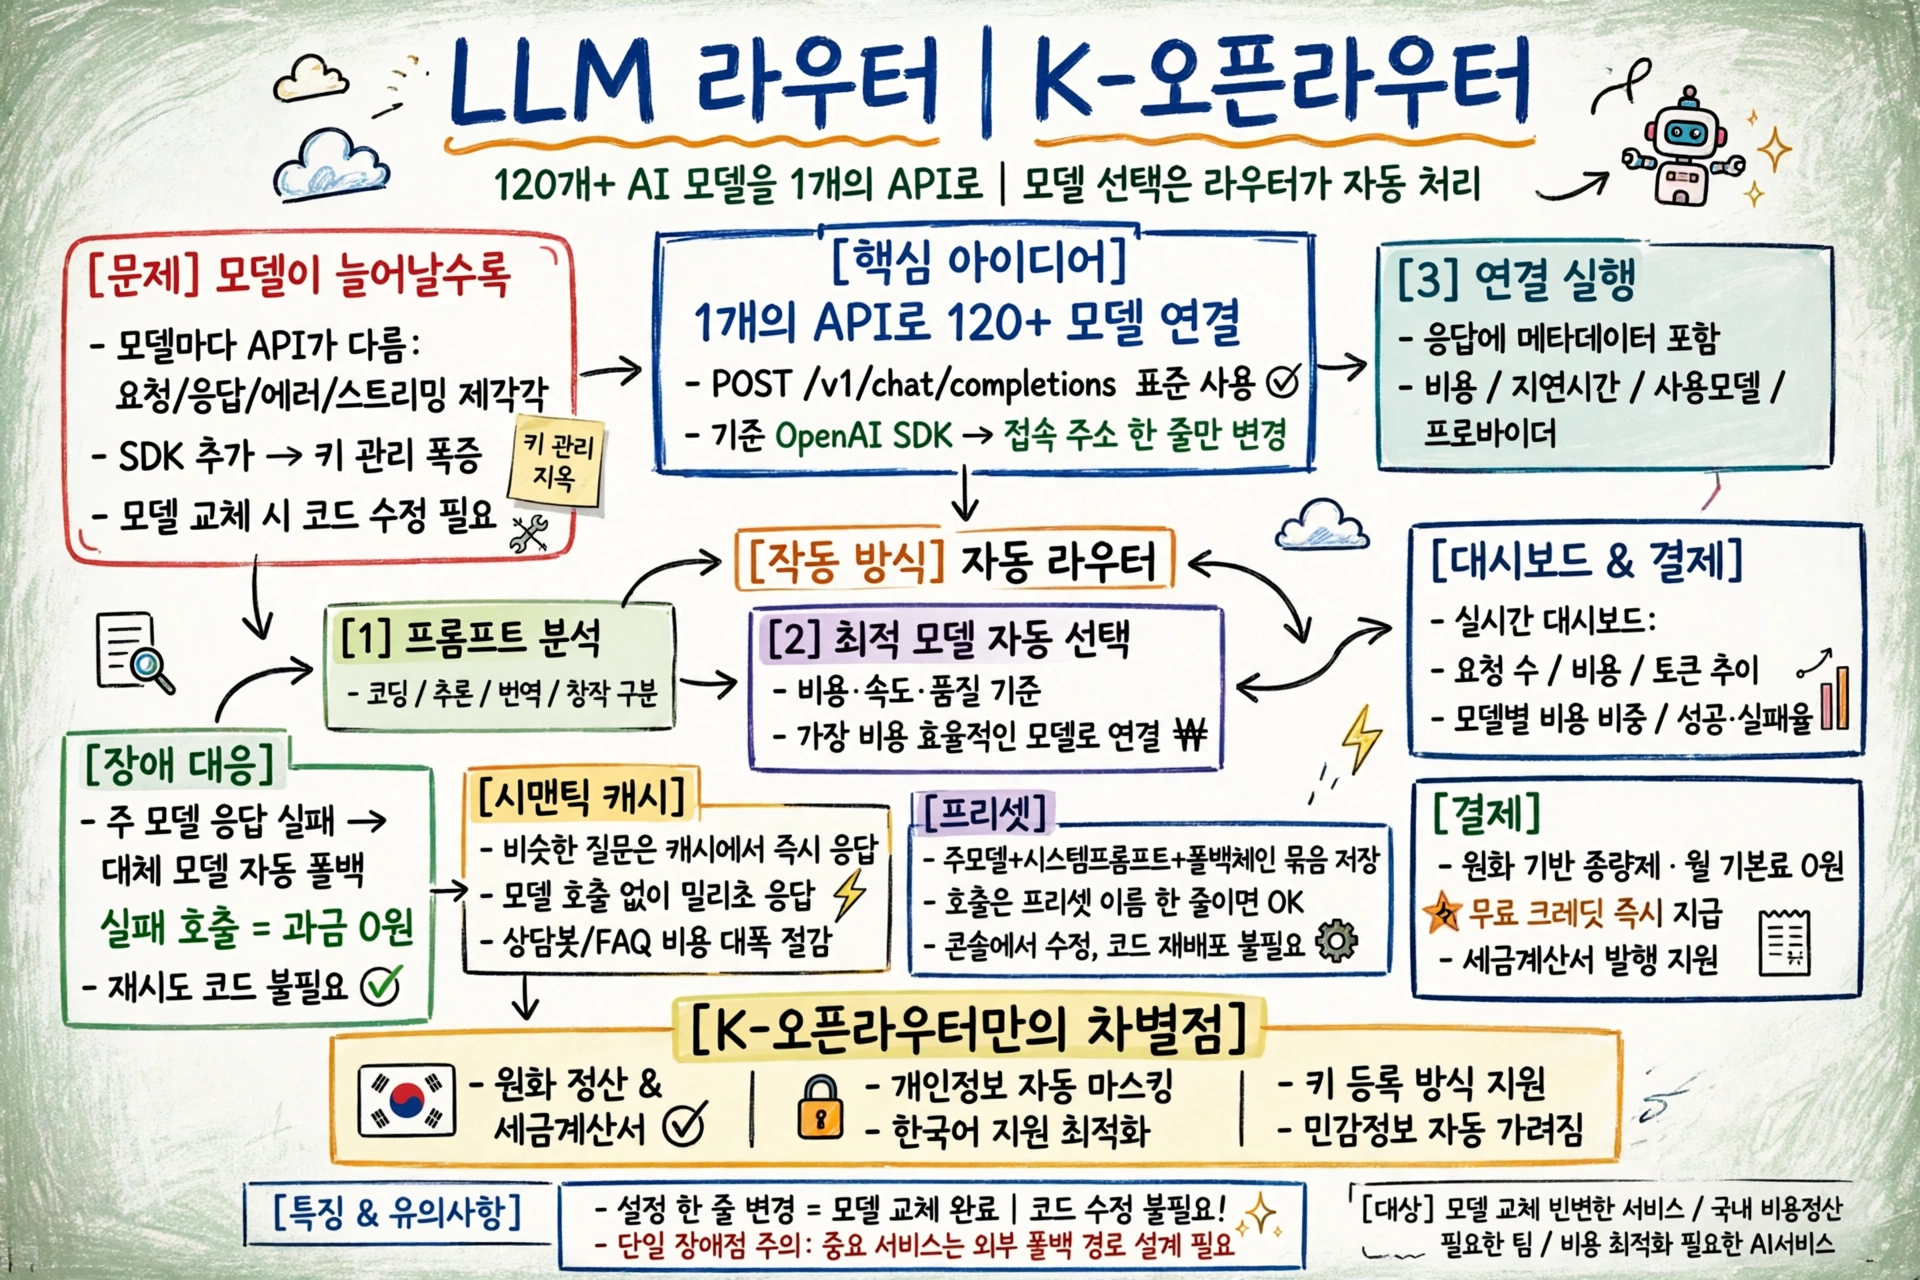 LLM 라우터 | K-오픈라우터
120개+ AI 모델을 1개의 API로 | 모델 선택은 라우터가 자동 처리
[문제] 모델이 늘어날수록
- 모델마다 API가 다름:
요청/응답/에러/스트리밍 제각각
- SDK 추가 → 키 관리 폭증
- 모델 교체 시 코드 수정 필요
키 관리
지옥
[핵심 아이디어]
1개의 API로 120+ 모델 연결
- POST /v1/chat/completions 표준 사용
- 기준 OpenAI SDK → 접속 주소 한 줄만 변경
[3] 연결 실행
- 응답에 메타데이터 포함
- 비용 / 지연시간 / 사용모델 /
프로바이더
[작동 방식] 자동 라우터
[1] 프롬프트 분석
- 코딩 / 추론 / 번역 / 창작 구분
[2] 최적 모델 자동 선택
- 비용·속도·품질 기준
- 가장 비용 효율적인 모델로 연결 ₩
[대시보드 & 결제]
- 실시간 대시보드:
- 요청 수 / 비용 / 토큰 추이
- 모델별 비용 비중 / 성공·실패율
[장애 대응]
- 주 모델 응답 실패 →
대체 모델 자동 폴백
실패 호출 = 과금 0원
- 재시도 코드 불필요
[시맨틱 캐시]
- 비슷한 질문은 캐시에서 즉시 응답
- 모델 호출 없이 밀리초 응답
- 상담봇/FAQ 비용 대폭 절감
[프리셋]
- 주모델+시스템프롬프트+폴백체인 묶음 저장
- 호출은 프리셋 이름 한 줄이면 OK
- 콘솔에서 수정, 코드 재배포 불필요
[결제]
- 원화 기반 종량제 · 월 기본료 0원
무료 크레딧 즉시 지급
- 세금계산서 발행 지원
[K-오픈라우터만의 차별점]
- 원화 정산 &
세금계산서
- 개인정보 자동 마스킹
- 한국어 지원 최적화
- 키 등록 방식 지원
- 민감정보 자동 가려짐
[특징 & 유의사항]
- 설정 한 줄 변경 = 모델 교체 완료 | 코드 수정 불필요!
- 단일 장애점 주의: 중요 서비스는 외부 폴백 경로 설계 필요
[대상] 모델 교체 빈변한 서비스 / 국내 비용정산
필요한 팀 / 비용 최적화 필요한 AI서비스